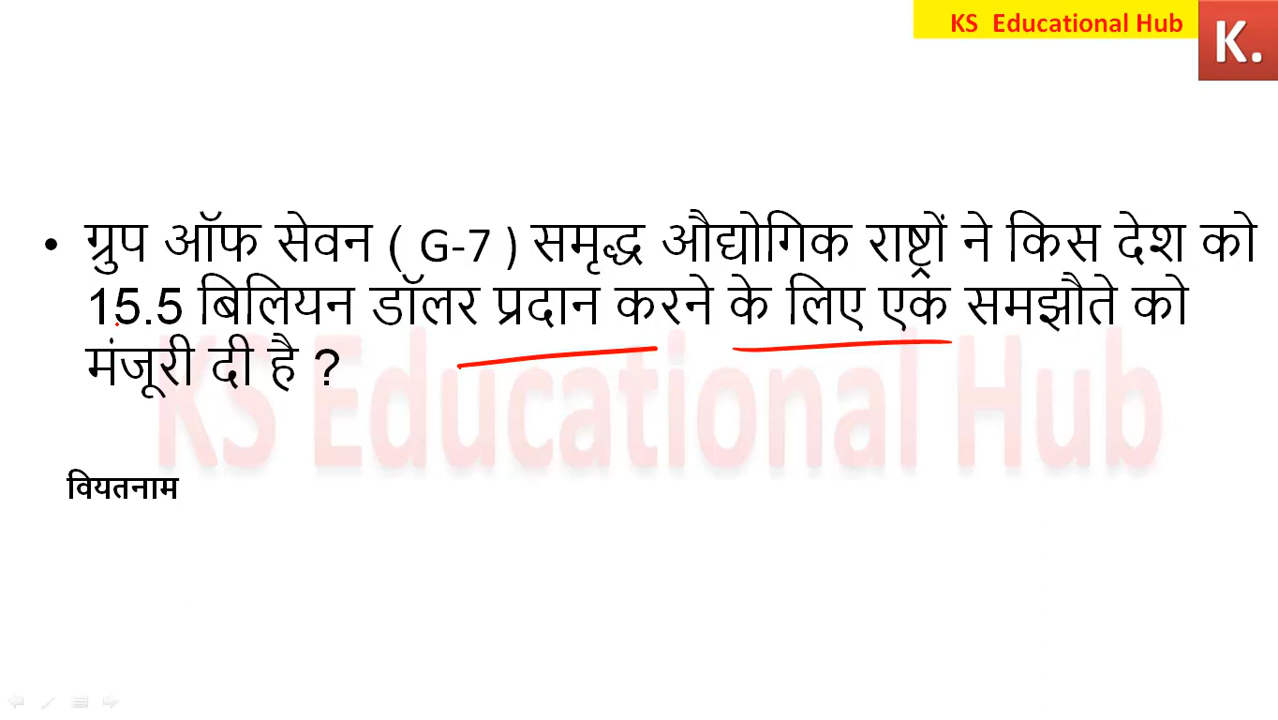 KS Educational Hub
K.
• ग्रुप ऑफ सेवन ( G-7 ) समृद्ध औद्योगिक राष्ट्रों ने किस देश को
15.5 बिलियन डॉलर प्रदान करने के लिए एक समझौते को
मंजूरी दी है ?
KS Educational Hub
वियतनाम